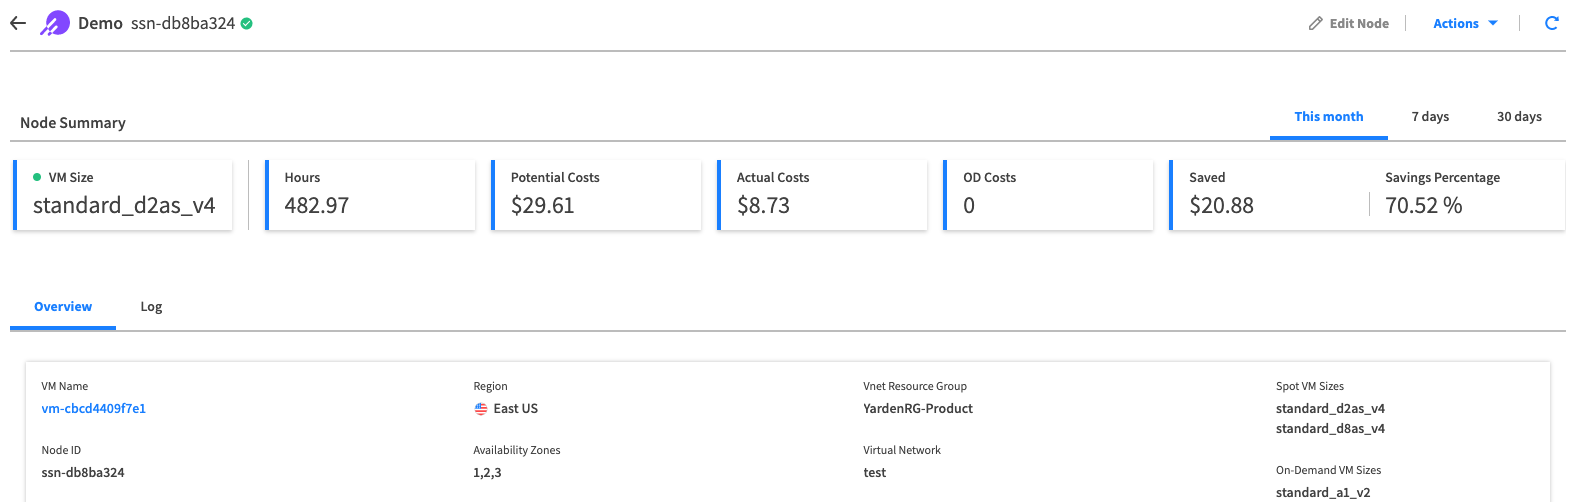 Demo ssn-db8ba324
Edit Node
Actions
Node Summary
This month
7 days
30 days
VM Size
standard_d2as_v4
Hours
482.97
Potential Costs
$29.61
Actual Costs
$8.73
OD Costs
0
Saved
$20.88
Savings Percentage
70.52 %
Overview
Log
VM Name
vm-cbcd4409f7e1
Node ID
ssn-db8ba324
Region
East US
Availability Zones
1,2,3
Vnet Resource Group
YardenRG-Product
Virtual Network
test
Spot VM Sizes
standard_d2as_v4
standard_d8as_v4
On-Demand VM Sizes
standard_a1_v2